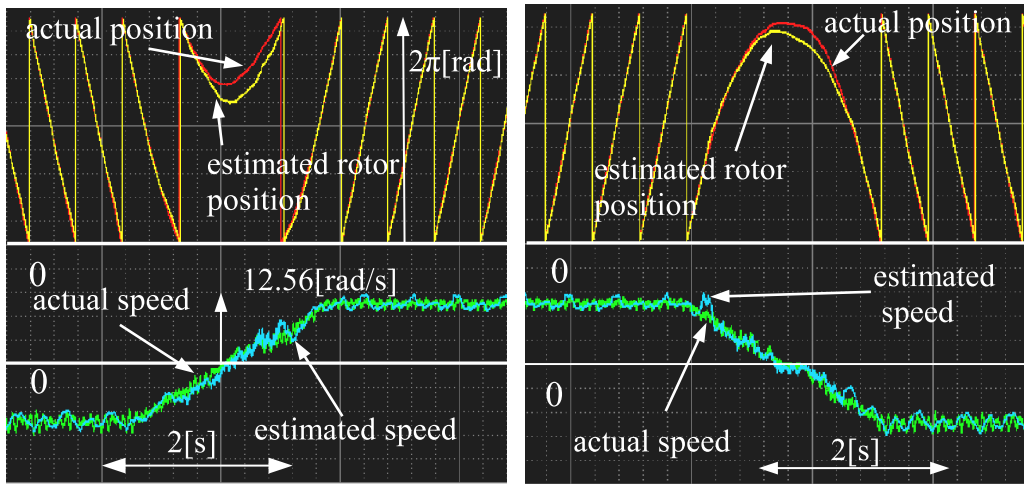 actual position
2π[rad]
estimated rotor
position
0
12.56[rad/s]
actual speed
0
estimated speed
2[s]
actual position
estimated rotor
position
0
estimated
speed
0
actual speed
2[s]